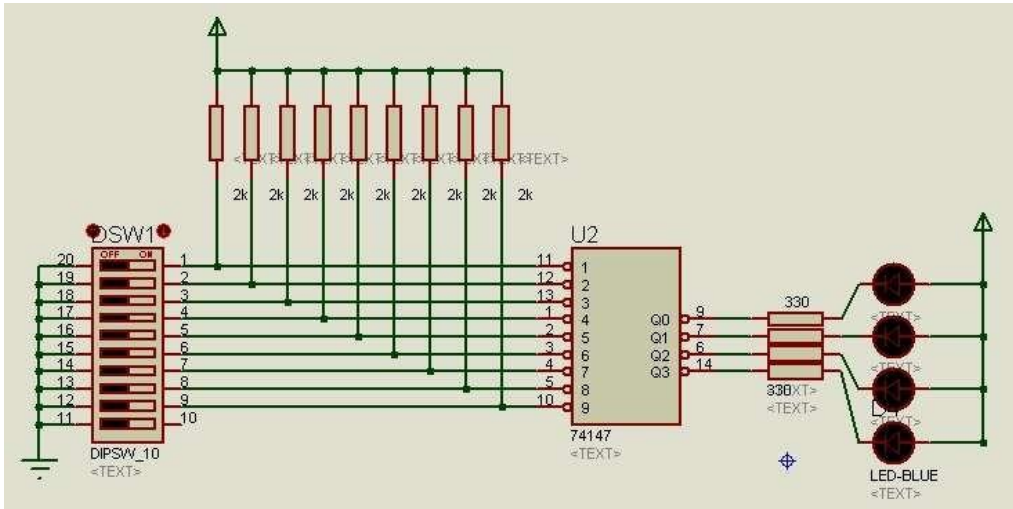 <TEXT>
2k 2k 2k 2k 2k 2k 2k 2k 2k
DSW1
OFF ON
20 1
19 2
18 3
17 4
16 5
15 6
14 7
13 8
12 9
11 10
DIPSW_10
<TEXT>
U2
11 1
12 2
13 3
1 4
2 5
3 6
4 7
5 8
10 9
Q0 9
Q1 7
Q2 6
Q3 14
74147
<TEXT>
330
<TEXT>
<TEXT>
<TEXT>
LED-BLUE
<TEXT>